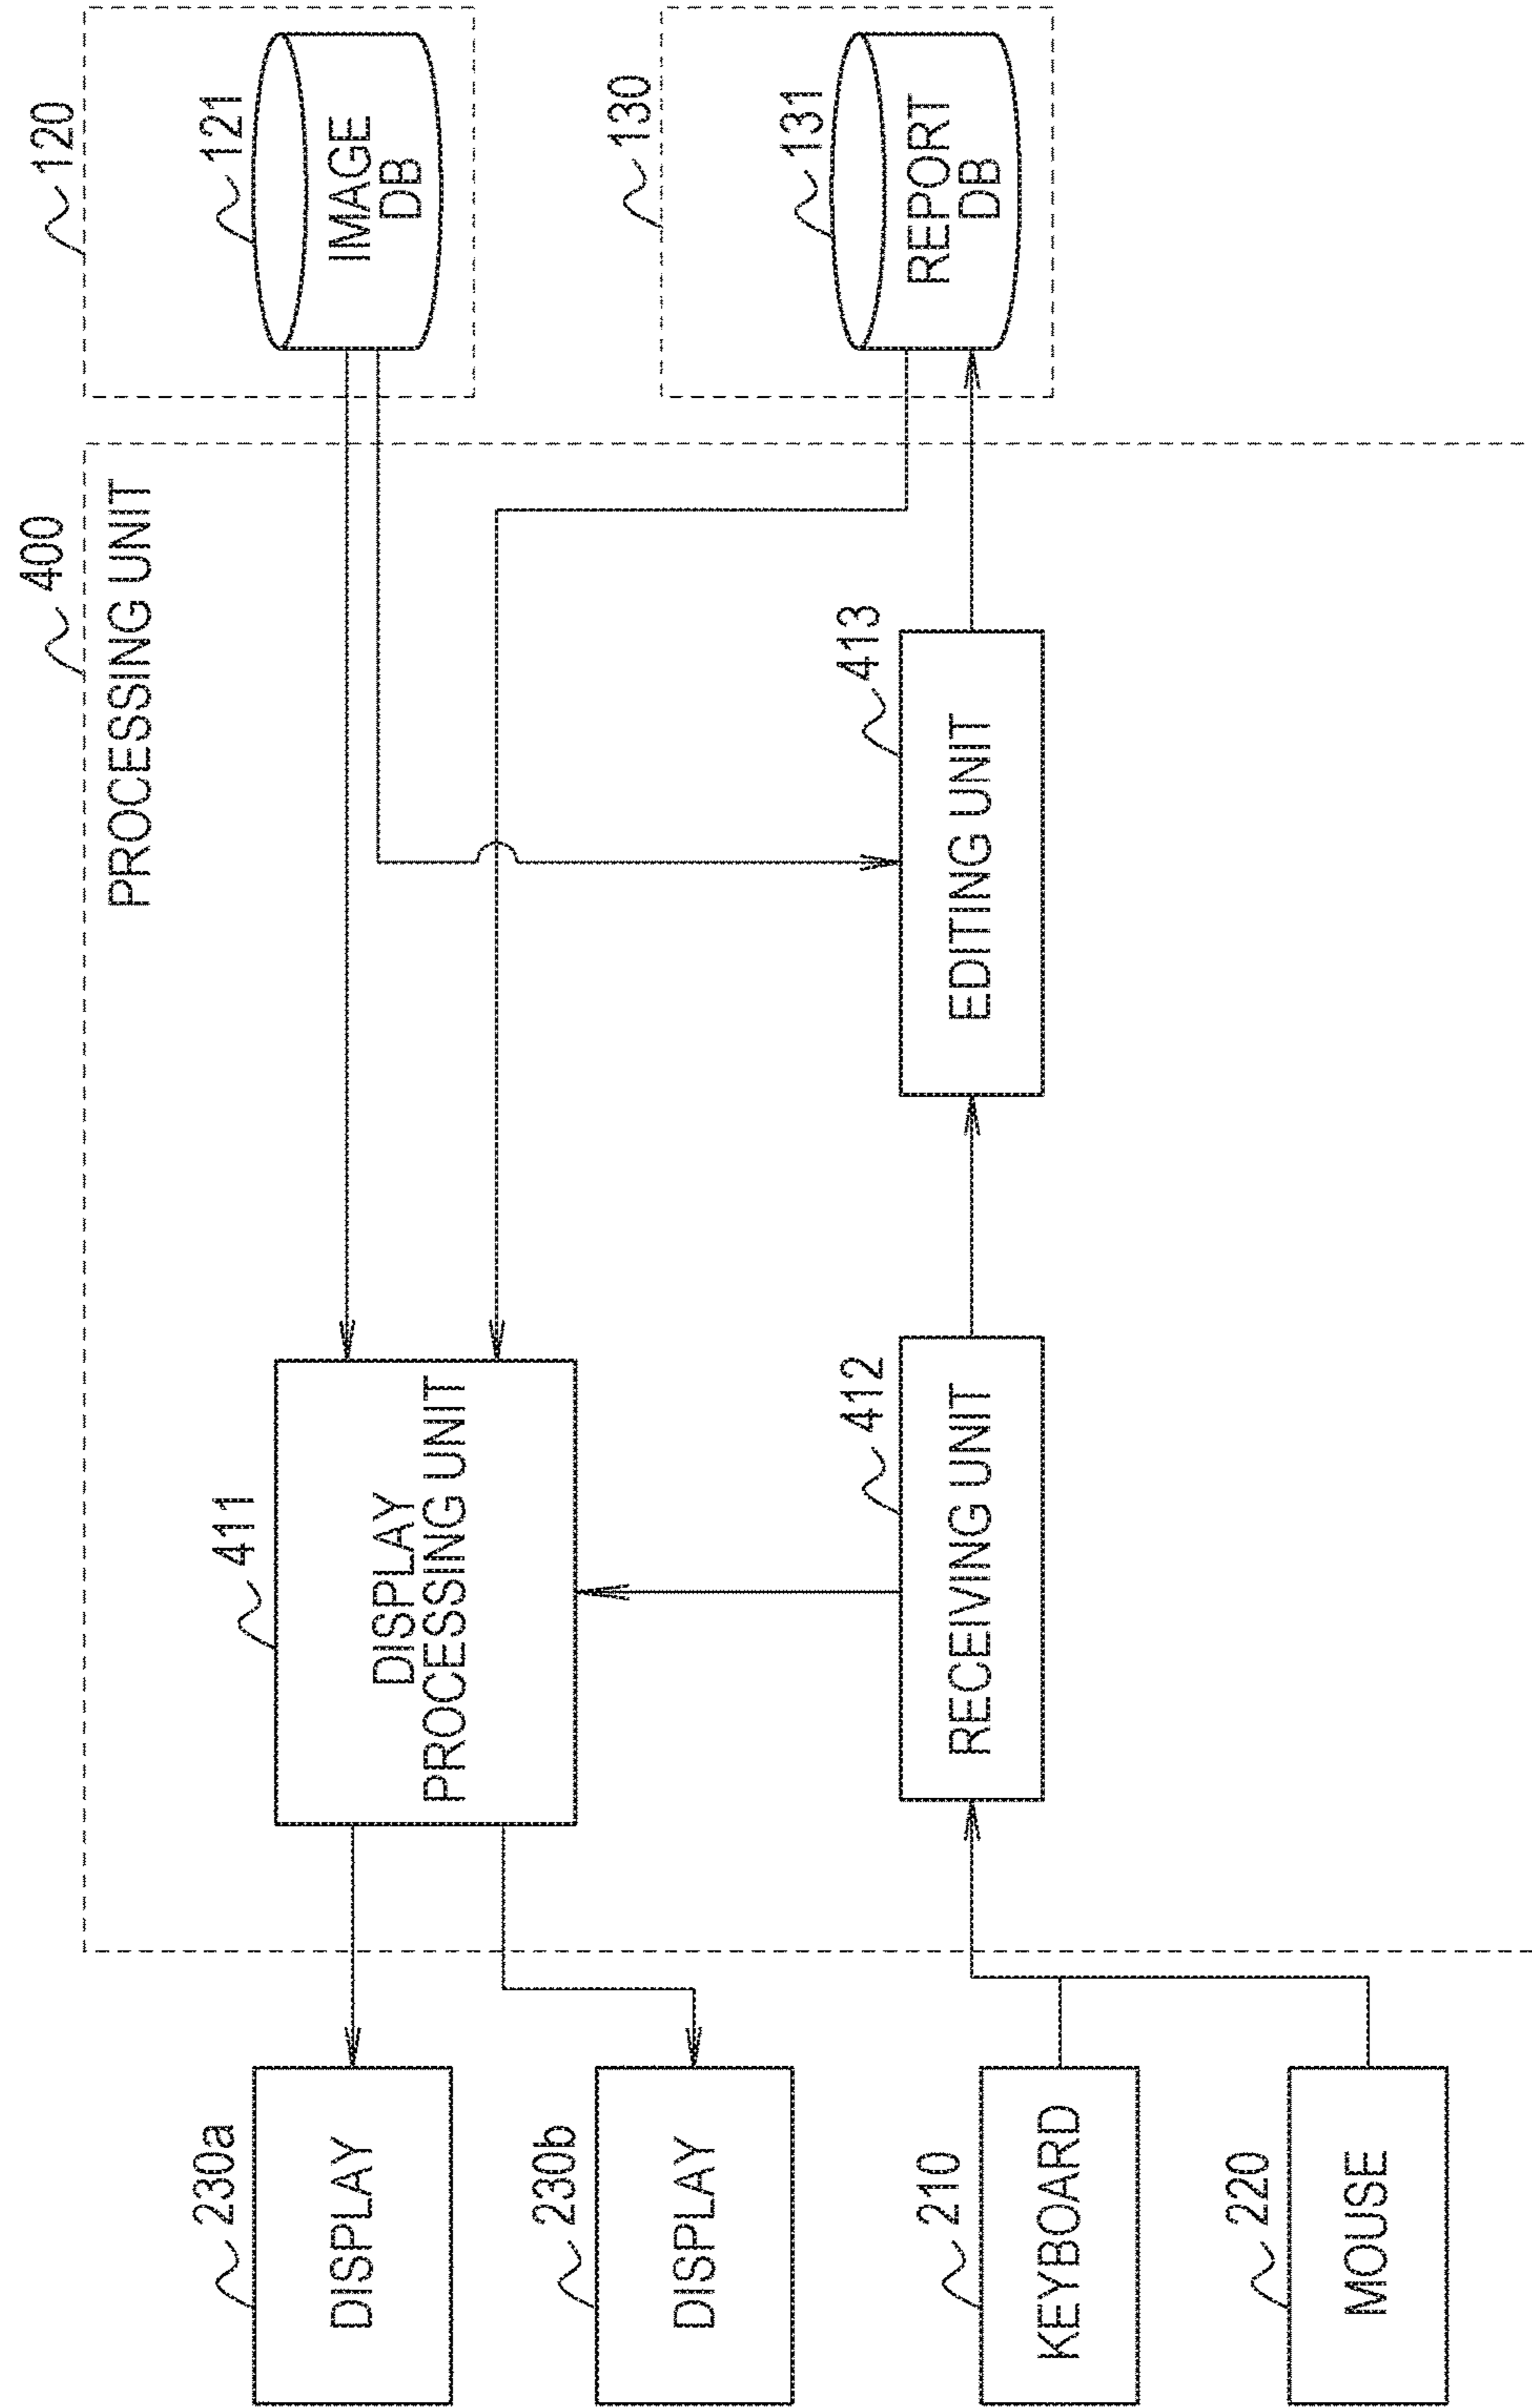 400
PROCESSING UNIT
120
230a
DISPLAY
411
DISPLAY
PROCESSING UNIT
121
IMAGE
DB
230b
DISPLAY
130
210
KEYBOARD
412
RECEIVING UNIT
413
EDITING UNIT
131
REPORT
DB
220
MOUSE